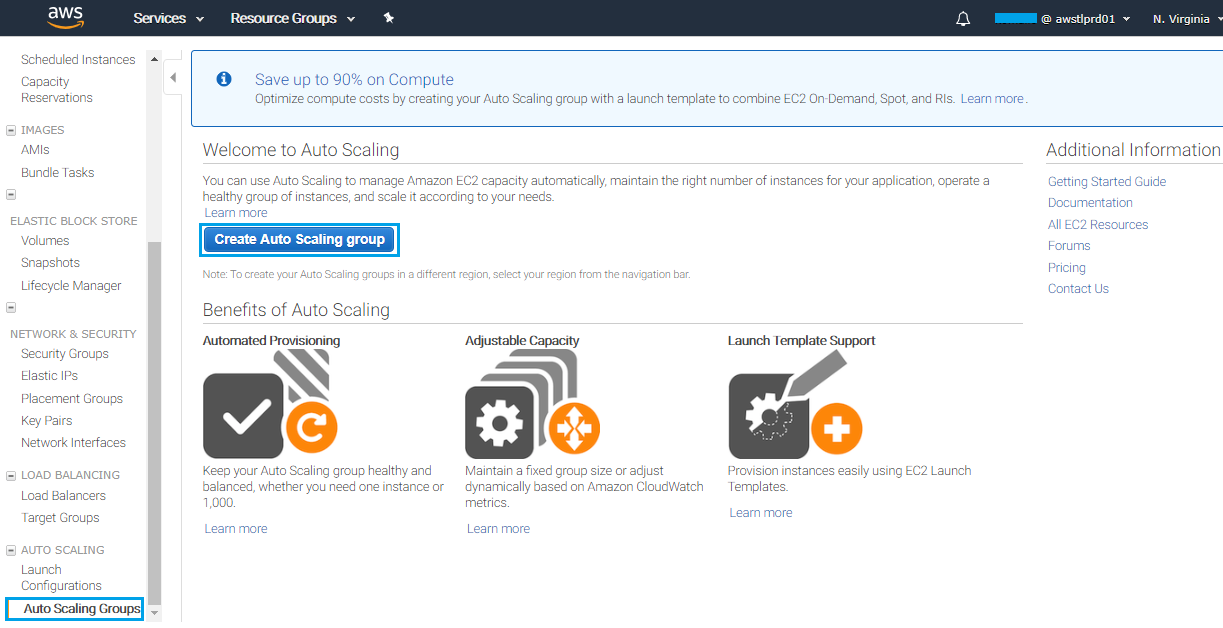 aws
Services
Resource Groups
@ awstlprd01
N. Virginia
Scheduled Instances
Capacity
Reservations
IMAGES
AMIs
Bundle Tasks
ELASTIC BLOCK STORE
Volumes
Snapshots
Lifecycle Manager
NETWORK & SECURITY
Security Groups
Elastic IPs
Placement Groups
Key Pairs
Network Interfaces
LOAD BALANCING
Load Balancers
Target Groups
AUTO SCALING
Launch
Configurations
Auto Scaling Groups
Save up to 90% on Compute
Optimize compute costs by creating your Auto Scaling group with a launch template to combine EC2 On-Demand, Spot, and RIs. Learn more.
Welcome to Auto Scaling
You can use Auto Scaling to manage Amazon EC2 capacity automatically, maintain the right number of instances for your application, operate a
healthy group of instances, and scale it according to your needs.
Learn more
Create Auto Scaling group
Note: To create your Auto Scaling groups in a different region, select your region from the navigation bar.
Benefits of Auto Scaling
Automated Provisioning
Keep your Auto Scaling group healthy and
balanced, whether you need one instance or
1,000.
Learn more
Adjustable Capacity
Maintain a fixed group size or adjust
dynamically based on Amazon CloudWatch
metrics.
Learn more
Launch Template Support
Provision instances easily using EC2 Launch
Templates.
Learn more
Additional Information
Getting Started Guide
Documentation
All EC2 Resources
Forums
Pricing
Contact Us